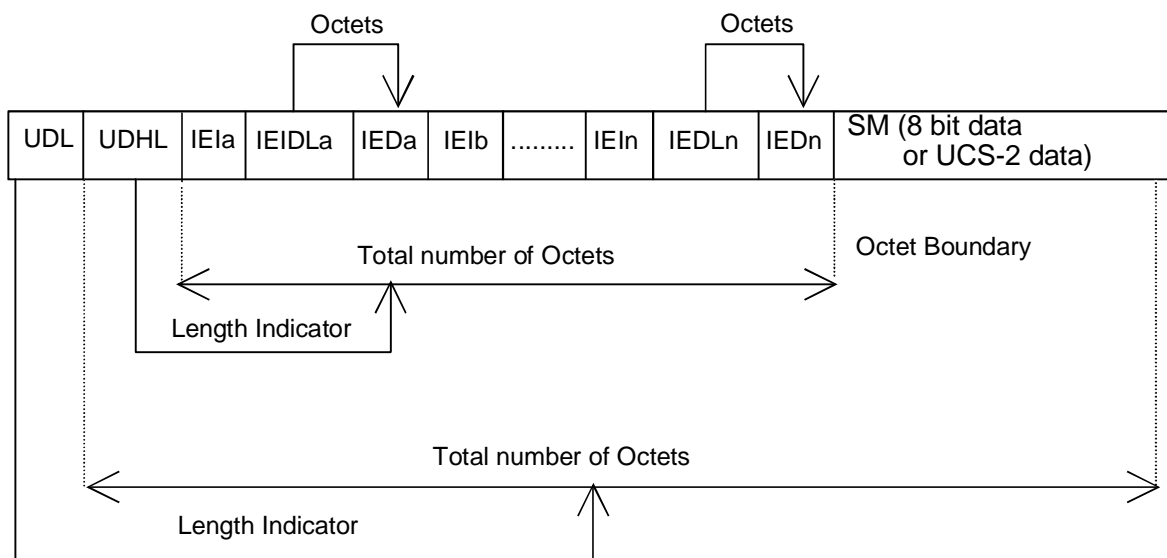 Octets Octets
UDL UDHL IEIa IEIDLa IEDa IEIb ......... IEIn IEDLn IEDn SM (8 bit data
or UCS-2 data)
Total number of Octets Octet Boundary
Length Indicator
Total number of Octets
Length Indicator